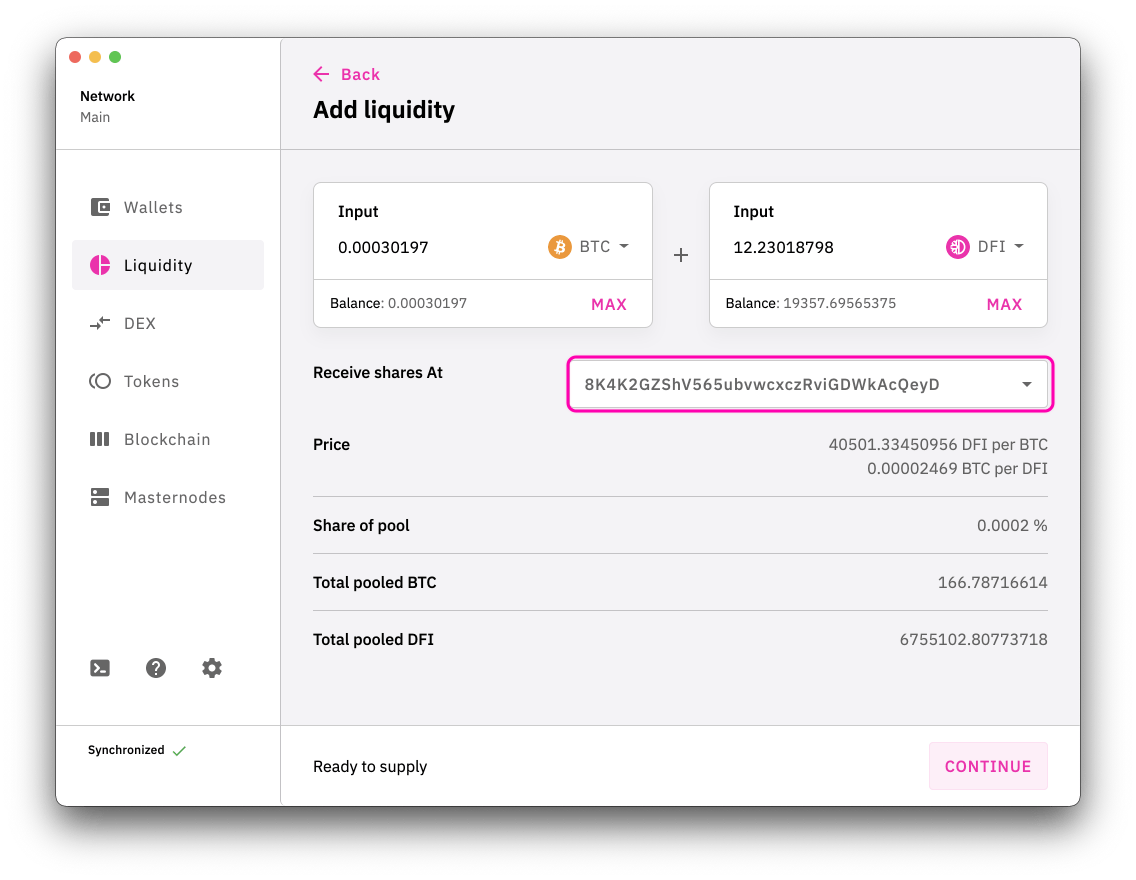 Network
Main
Wallets
Liquidity
DEX
Tokens
Blockchain
Masternodes
Synchronized
Back
Add liquidity
Input
0.00030197
BTC
Balance: 0.00030197
MAX
+
Input
12.23018798
DFI
Balance: 19357.69565375
MAX
Receive shares At
8K4K2GZShV565ubvwcxczRviGDWkAcQeyD
Price
40501.33450956 DFI per BTC
0.00002469 BTC per DFI
Share of pool
0.0002 %
Total pooled BTC
166.78716614
Total pooled DFI
6755102.80773718
Ready to supply
CONTINUE